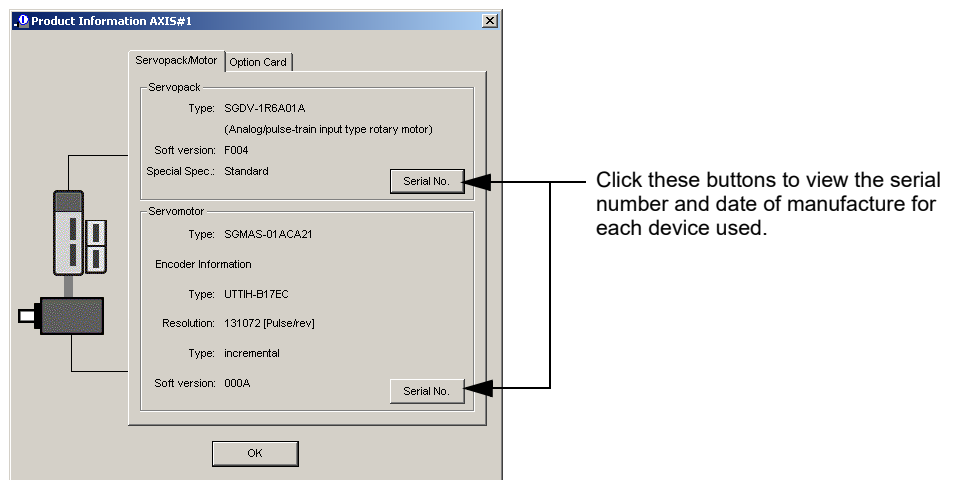 Product Information AXIS#1
Servopack/Motor
Option Card
Servopack
Type: SGDV-1R6A01A
(Analog/pulse-train input type rotary motor)
Soft version: F004
Special Spec.: Standard
Serial No.
Servomotor
Type: SGMAS-01ACA21
Encoder Information
Type: UTTIH-B17EC
Resolution: 131072 [Pulse/rev]
Type: incremental
Soft version: 000A
Serial No.
OK
Click these buttons to view the serial
number and date of manufacture for
each device used.